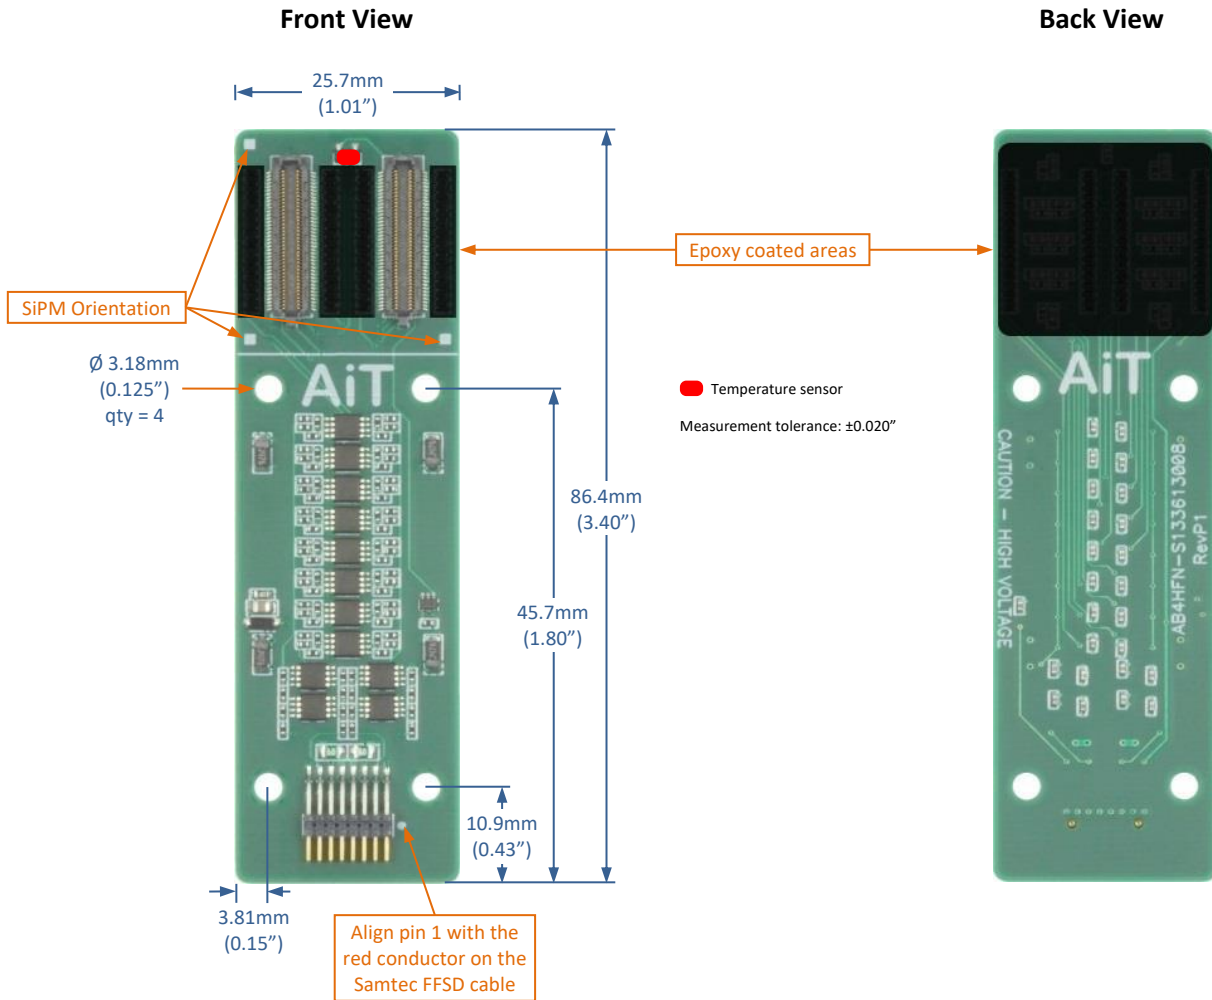 Front View
Back View
25.7mm
(1.01”)
Epoxy coated areas
SiPM Orientation
Ø 3.18mm
(0.125”)
qty = 4
AiT
AiT
Temperature sensor
Measurement tolerance: ±0.020”
86.4mm
(3.40”)
45.7mm
(1.80”)
CAUTION – HIGH VOLTAGE
AB4HFN-S133613008
RevP1
10.9mm
(0.43”)
3.81mm
(0.15”)
Align pin 1 with the
red conductor on the
Samtec FFSD cable